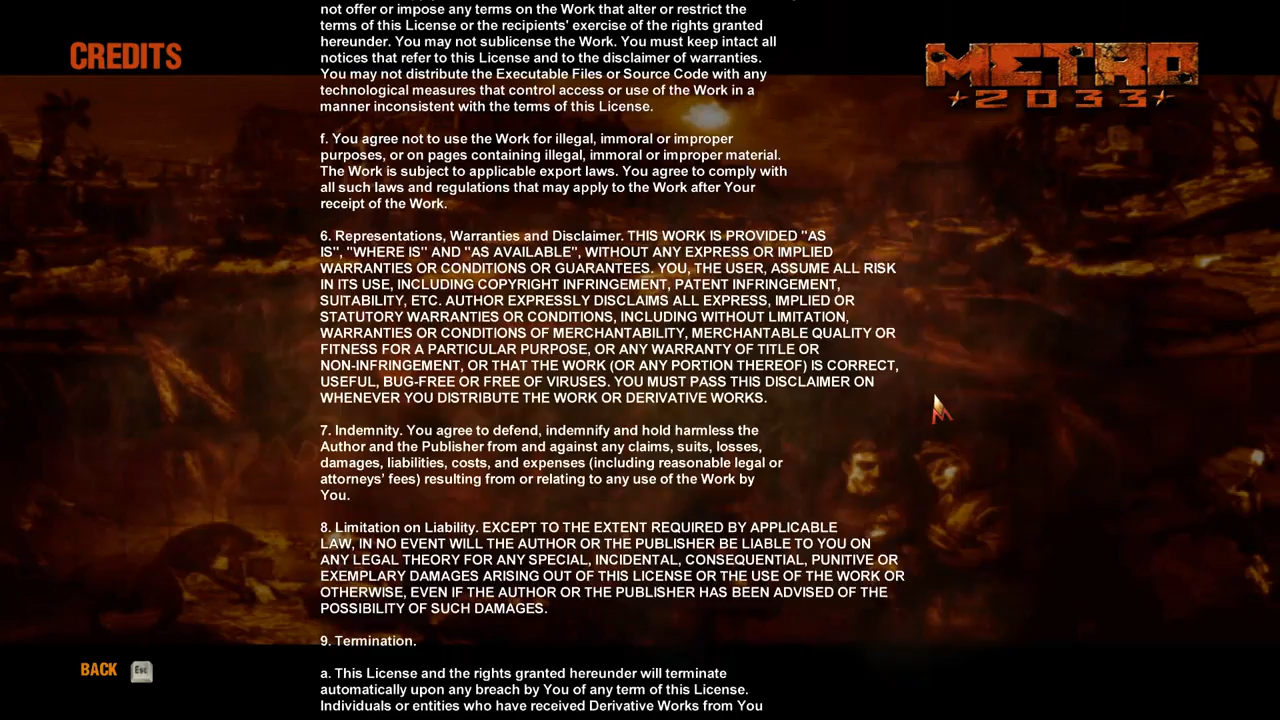 not offer or impose any terms on the Work that alter or restrict the
CREDITS
METRO
2033
terms of this License or the recipients' exercise of the rights granted
hereunder. You may not sublicense the Work. You must keep intact all
notices that refer to this License and to the disclaimer of warranties.
You may not distribute the Executable Files or Source Code with any
technological measures that control access or use of the Work in a
manner inconsistent with the terms of this License.
f. You agree not to use the Work for illegal, immoral or improper
purposes, or on pages containing illegal, immoral or improper material.
The Work is subject to applicable export laws. You agree to comply with
all such laws and regulations that may apply to the Work after Your
receipt of the Work.
6. Representations, Warranties and Disclaimer. THIS WORK IS PROVIDED "AS
IS", "WHERE IS" AND "AS AVAILABLE", WITHOUT ANY EXPRESS OR IMPLIED
WARRANTIES OR CONDITIONS OR GUARANTEES. YOU, THE USER, ASSUME ALL RISK
IN ITS USE, INCLUDING COPYRIGHT INFRINGEMENT, PATENT INFRINGEMENT,
SUITABILITY, ETC. AUTHOR EXPRESSLY DISCLAIMS ALL EXPRESS, IMPLIED OR
STATUTORY WARRANTIES OR CONDITIONS, INCLUDING WITHOUT LIMITATION,
WARRANTIES OR CONDITIONS OF MERCHANTABILITY, MERCHANTABLE QUALITY OR
FITNESS FOR A PARTICULAR PURPOSE, OR ANY WARRANTY OF TITLE OR
NON-INFRINGEMENT, OR THAT THE WORK (OR ANY PORTION THEREOF) IS CORRECT,
USEFUL, BUG-FREE OR FREE OF VIRUSES. YOU MUST PASS THIS DISCLAIMER ON
WHENEVER YOU DISTRIBUTE THE WORK OR DERIVATIVE WORKS.
7. Indemnity. You agree to defend, indemnify and hold harmless the
Author and the Publisher from and against any claims, suits, losses,
damages, liabilities, costs, and expenses (including reasonable legal or
attorneys' fees) resulting from or relating to any use of the Work by
You.
8. Limitation on Liability. EXCEPT TO THE EXTENT REQUIRED BY APPLICABLE
LAW, IN NO EVENT WILL THE AUTHOR OR THE PUBLISHER BE LIABLE TO YOU ON
ANY LEGAL THEORY FOR ANY SPECIAL, INCIDENTAL, CONSEQUENTIAL, PUNITIVE OR
EXEMPLARY DAMAGES ARISING OUT OF THIS LICENSE OR THE USE OF THE WORK OR
OTHERWISE, EVEN IF THE AUTHOR OR THE PUBLISHER HAS BEEN ADVISED OF THE
POSSIBILITY OF SUCH DAMAGES.
9. Termination.
BACK Esc
a. This License and the rights granted hereunder will terminate
automatically upon any breach by You of any term of this License.
Individuals or entities who have received Derivative Works from You